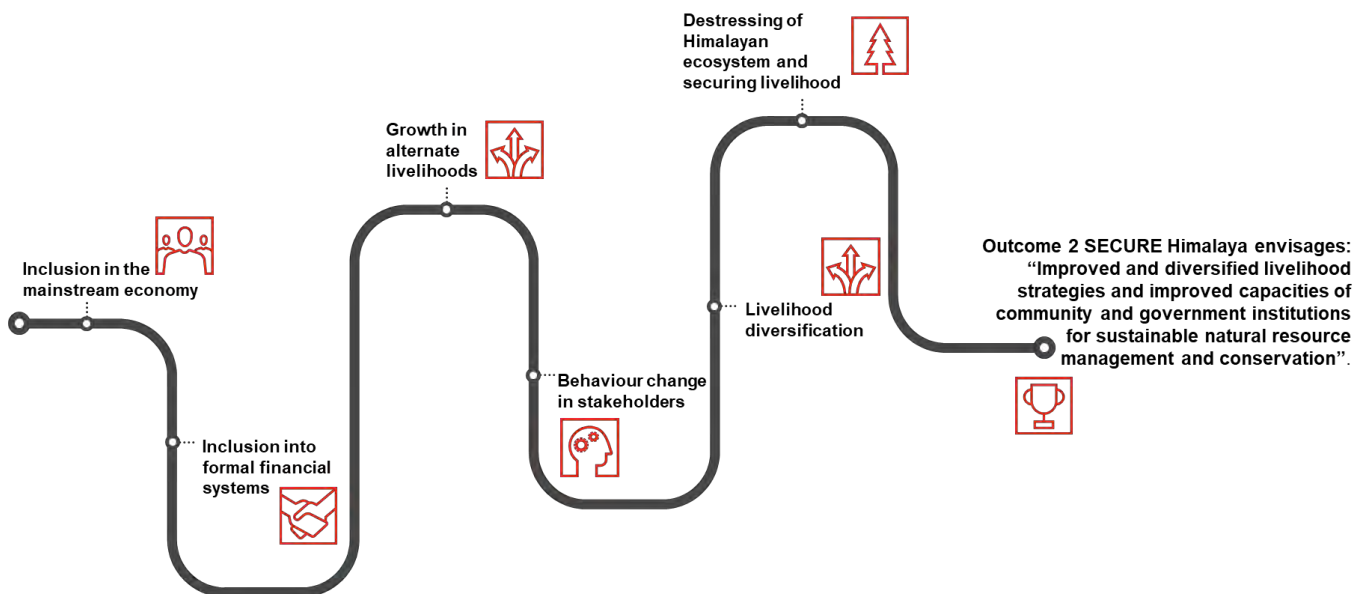 Inclusion in the
mainstream economy
Inclusion into
formal financial
systems
Growth in
alternate
livelihoods
Behaviour change
in stakeholders
Livelihood
diversification
Destressing of
Himalayan
ecosystem and
securing livelihood
Outcome 2 SECURE Himalaya envisages:
“Improved and diversified livelihood
strategies and improved capacities of
community and government institutions
for sustainable natural resource
management and conservation”.